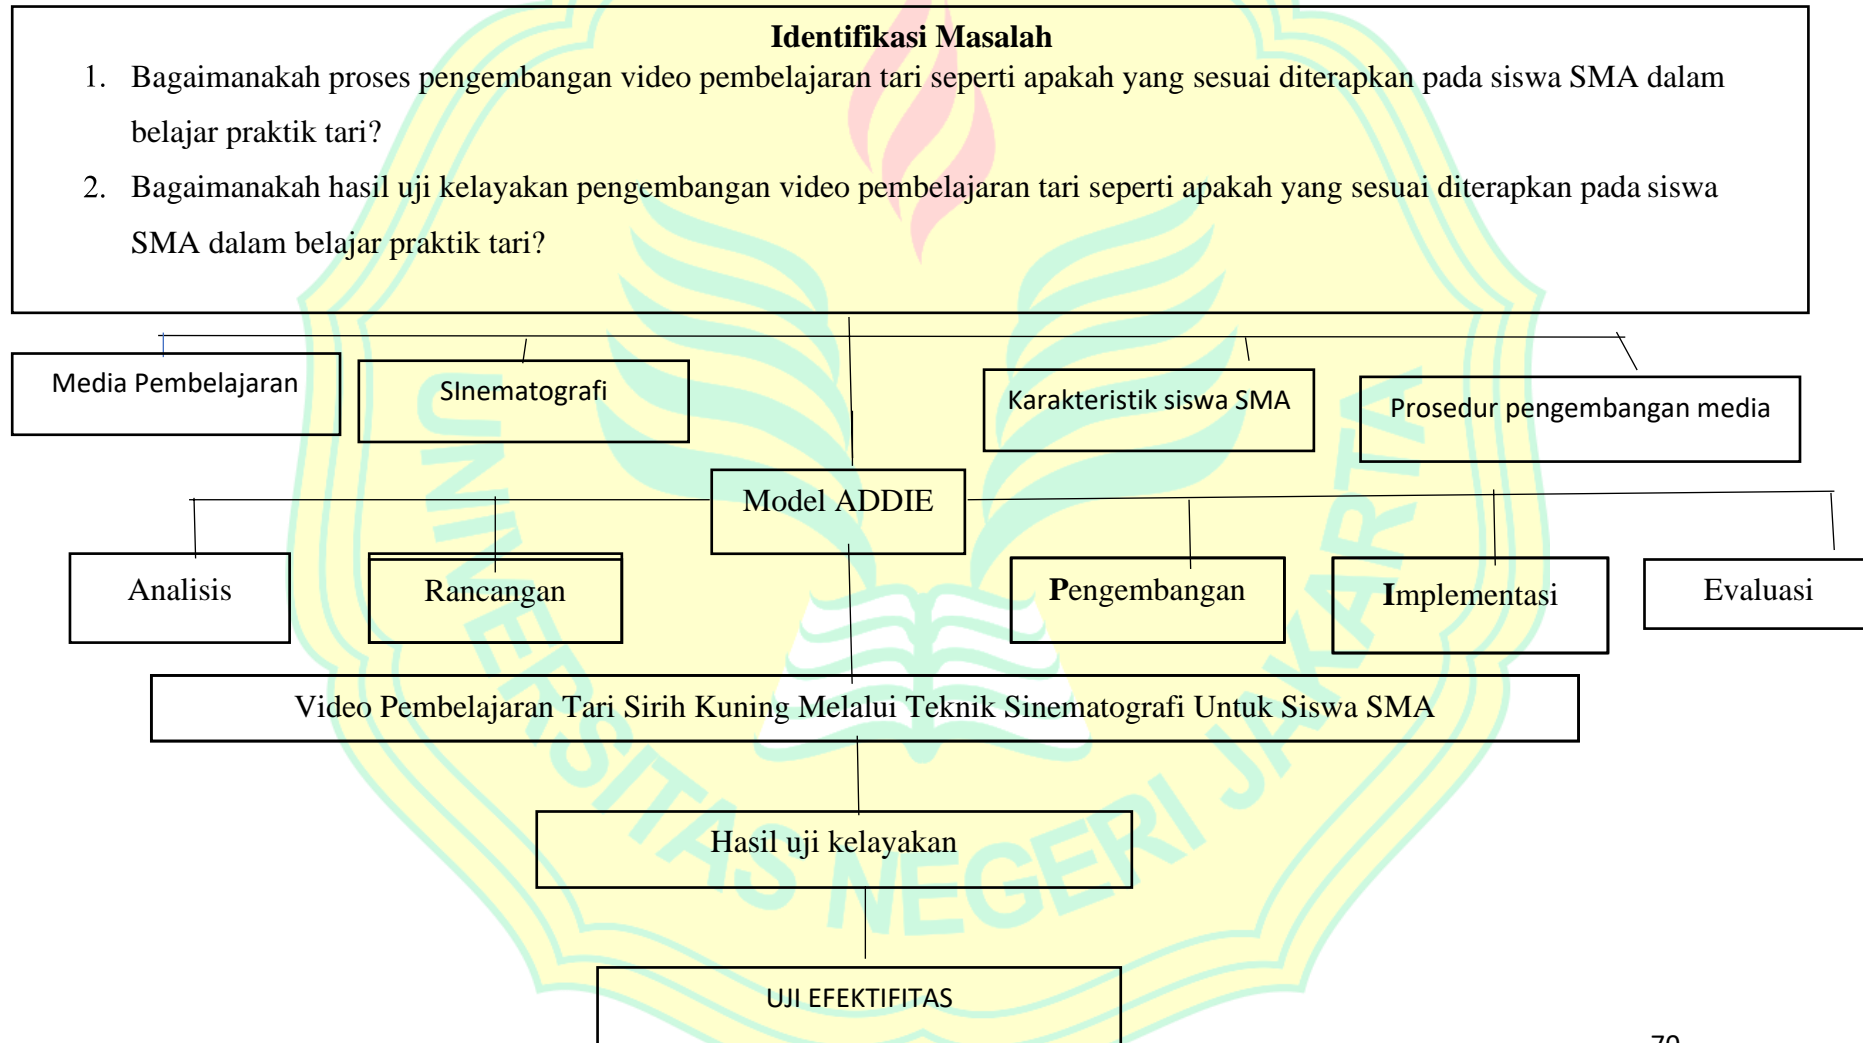 Identifikasi Masalah
1. Bagaimanakah proses pengembangan video pembelajaran tari seperti apakah yang sesuai diterapkan pada siswa SMA dalam
belajar praktik tari?
2. Bagaimanakah hasil uji kelayakan pengembangan video pembelajaran tari seperti apakah yang sesuai diterapkan pada siswa
SMA dalam belajar praktik tari?
Media Pembelajaran
SInematografi
Karakteristik siswa SMA
Prosedur pengembangan media
Model ADDIE
Analisis
Rancangan
Pengembangan
Implementasi
Evaluasi
Video Pembelajaran Tari Sirih Kuning Melalui Teknik Sinematografi Untuk Siswa SMA
Hasil uji kelayakan
UJI EFEKTIFITAS
UNIVERSITAS NEGERI JAKARTA